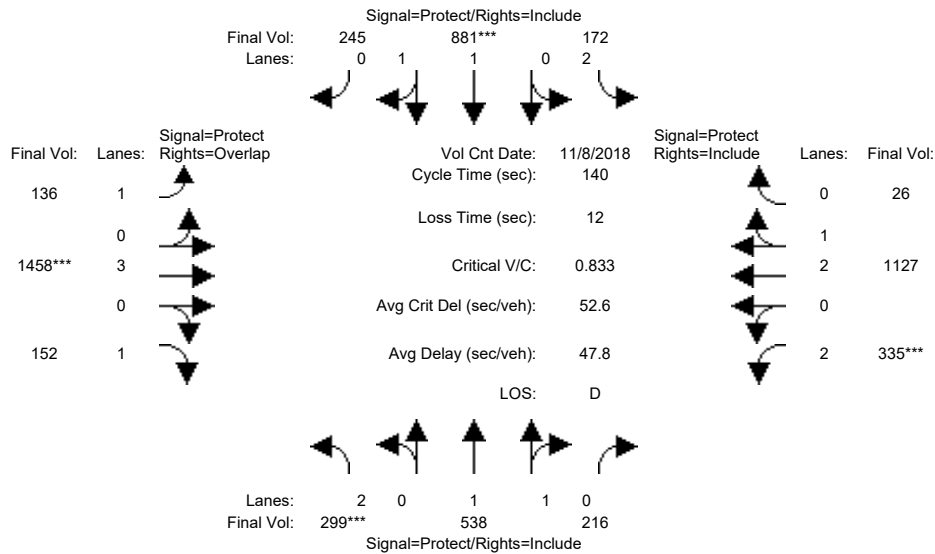 Signal=Protect/Rights=Include
Final Vol: 245 881*** 172
Lanes: 0 1 1 0 2
Signal=Protect
Final Vol: Lanes: Rights=Overlap
Vol Cnt Date: 11/8/2018
Signal=Protect
Rights=Include Lanes: Final Vol:
Cycle Time (sec): 140
136 1
0 26
Loss Time (sec): 12
0
1
1458*** 3
Critical V/C: 0.833
2 1127
0
Avg Crit Del (sec/veh): 52.6
0
152 1
Avg Delay (sec/veh): 47.8
2 335***
LOS: D
Lanes: 2 0 1 1 0
Final Vol: 299*** 538 216
Signal=Protect/Rights=Include